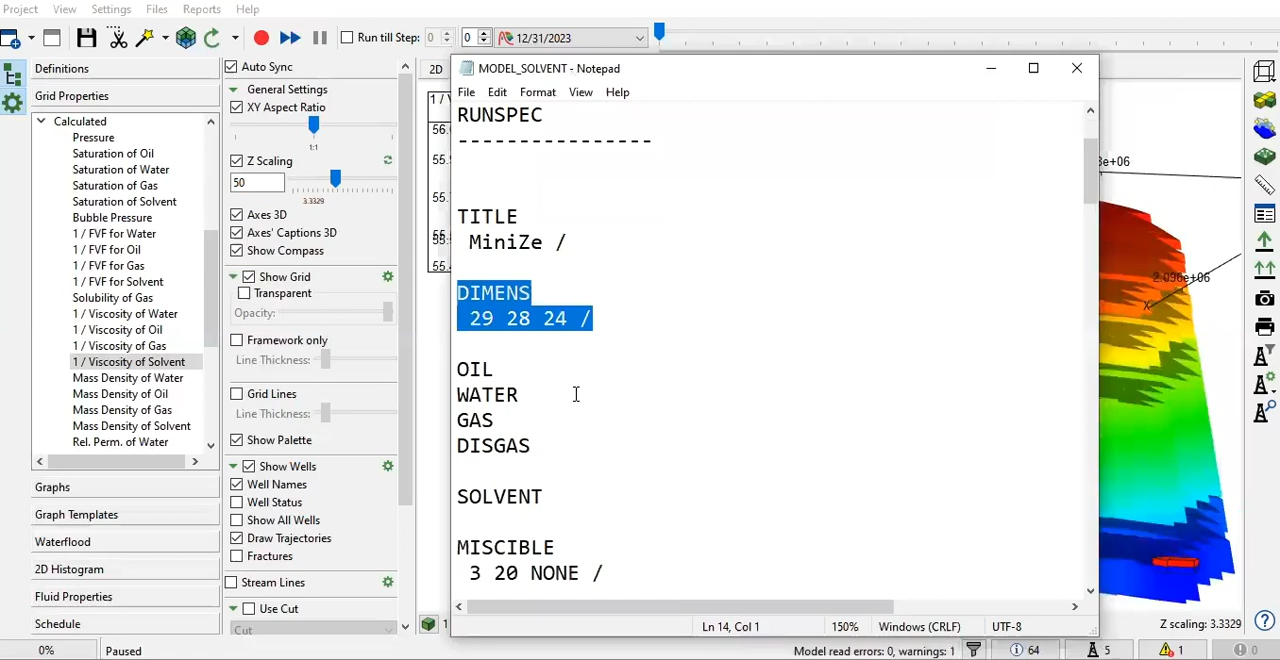 Project View Settings Files Reports Help
Run till Step: 0 0 12/31/2023
Definitions
Grid Properties
Calculated
Pressure
Saturation of Oil
Saturation of Water
Saturation of Gas
Saturation of Solvent
Bubble Pressure
1 / FVF for Water
1 / FVF for Oil
1 / FVF for Gas
1 / FVF for Solvent
Solubility of Gas
1 / Viscosity of Water
1 / Viscosity of Oil
1 / Viscosity of Gas
1 / Viscosity of Solvent
Mass Density of Water
Mass Density of Oil
Mass Density of Gas
Mass Density of Solvent
Rel. Perm. of Water
Graphs
Graph Templates
Waterflood
2D Histogram
Fluid Properties
Schedule
Auto Sync
General Settings
XY Aspect Ratio
1:1
Z Scaling
50
3.3329
Axes 3D
Axes' Captions 3D
Show Compass
Show Grid
Transparent
Opacity:
Framework only
Line Thickness:
Grid Lines
Line Thickness:
Show Palette
Show Wells
Well Names
Well Status
Show All Wells
Draw Trajectories
Fractures
Stream Lines
Use Cut
Cut
2D
MODEL_SOLVENT - Notepad
File Edit Format View Help
RUNSPEC
----------------
TITLE
MiniZe /
DIMENS
29 28 24 /
OIL
WATER
GAS
DISGAS
SOLVENT
MISCIBLE
3 20 NONE /
Ln 14, Col 1 150% Windows (CRLF) UTF-8
2.096e+06
X
Z scaling: 3.3329
0% Paused Model read errors: 0, warnings: 1 64 5 1 0